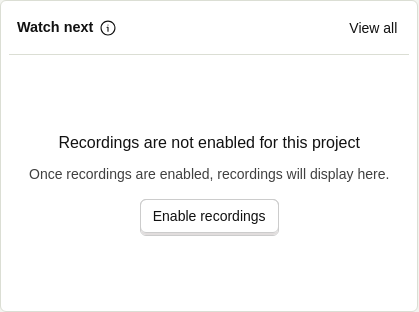 Watch next
View all
Recordings are not enabled for this project
Once recordings are enabled, recordings will display here.
Enable recordings